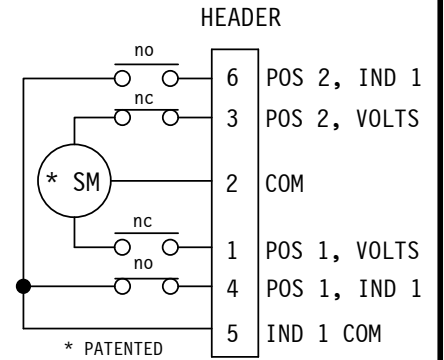 HEADER
no
6 POS 2, IND 1
nc
3 POS 2, VOLTS
* SM
2 COM
nc
1 POS 1, VOLTS
no
4 POS 1, IND 1
5 IND 1 COM
* PATENTED